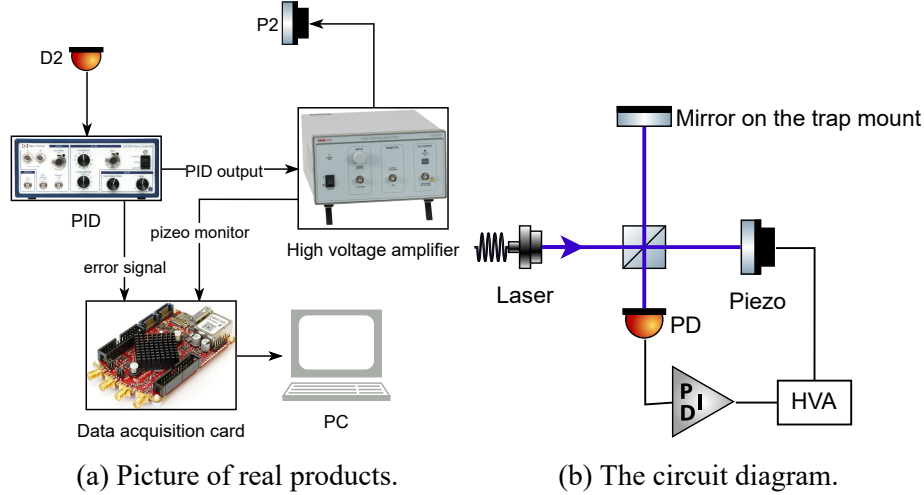 P2
D2
PID output
PID
pizeo monitor
High voltage amplifier
error signal
Data acquisition card
PC
(a) Picture of real products.
Mirror on the trap mount
Laser
Piezo
PD
P I
D
HVA
(b) The circuit diagram.